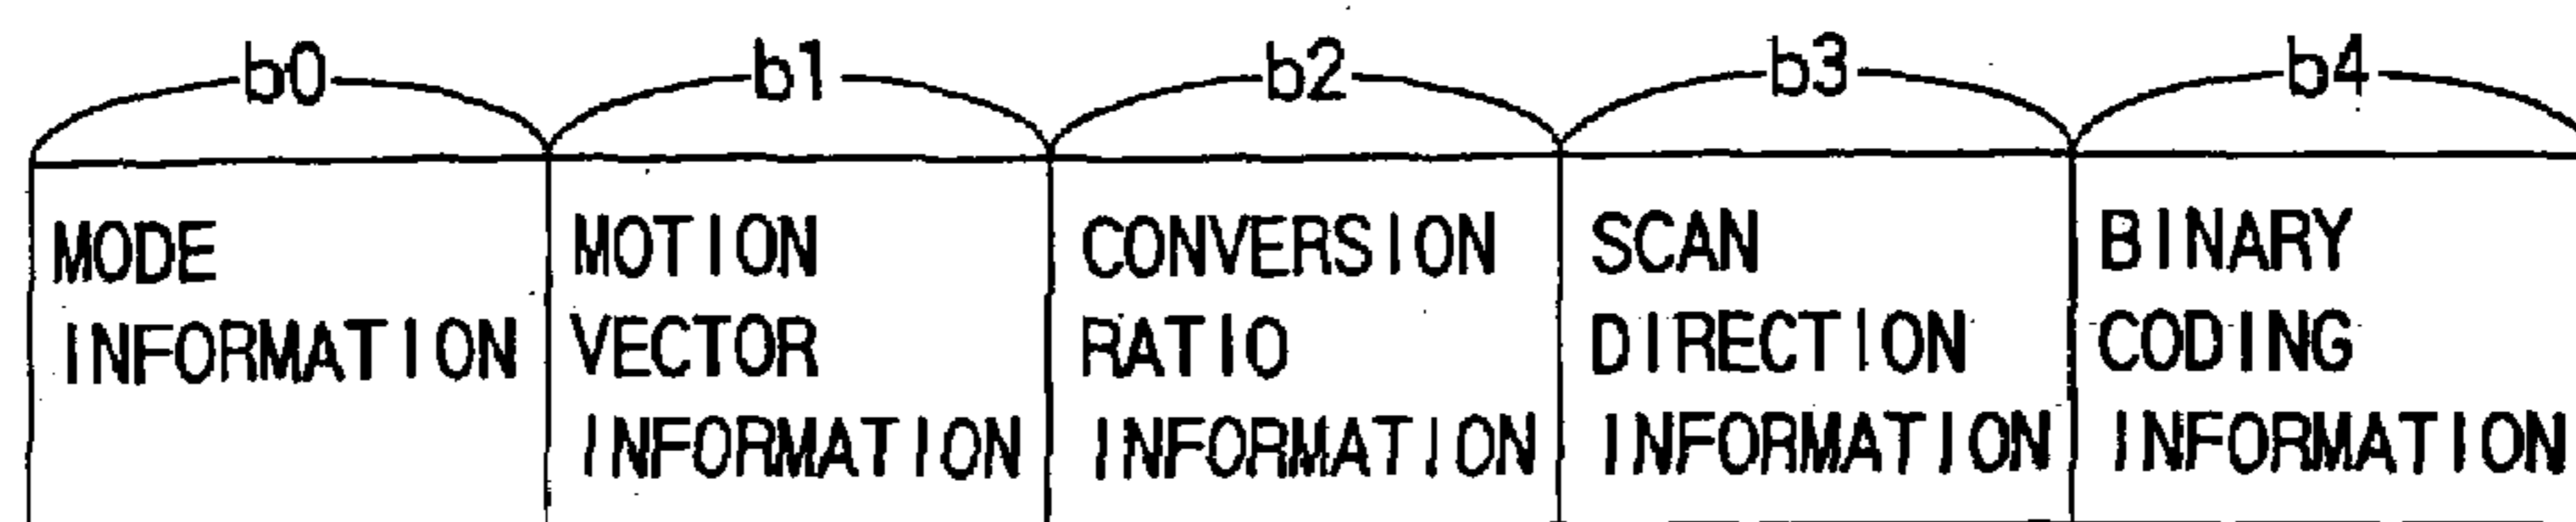 b0 b1 b2 b3 b4
MODE
INFORMATION
MOTION
VECTOR
INFORMATION
CONVERSION
RATIO
INFORMATION
SCAN
DIRECTION
INFORMATION
BINARY
CODING
INFORMATION